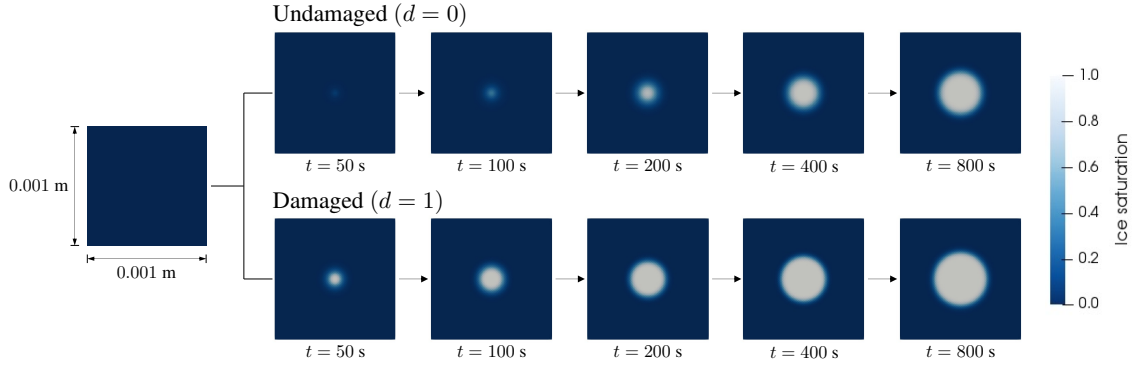 Undamaged (d = 0)
t = 50 s
t = 100 s
t = 200 s
t = 400 s
t = 800 s
0.001 m
0.001 m
Damaged (d = 1)
t = 50 s
t = 100 s
t = 200 s
t = 400 s
t = 800 s
1.0
0.8
0.6
0.4
0.2
0.0
Ice saturation